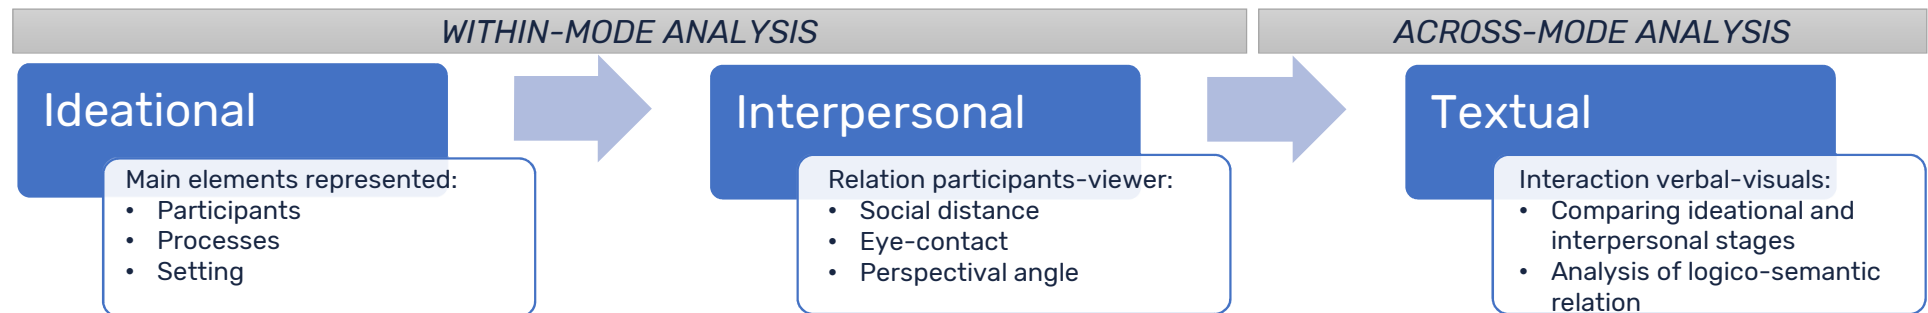 WITHIN-MODE ANALYSIS
ACROSS-MODE ANALYSIS
Ideational
Main elements represented:
• Participants
• Processes
• Setting
Interpersonal
Relation participants-viewer:
• Social distance
• Eye-contact
• Perspectival angle
Textual
Interaction verbal-visuals:
• Comparing ideational and
interpersonal stages
• Analysis of logico-semantic
relation